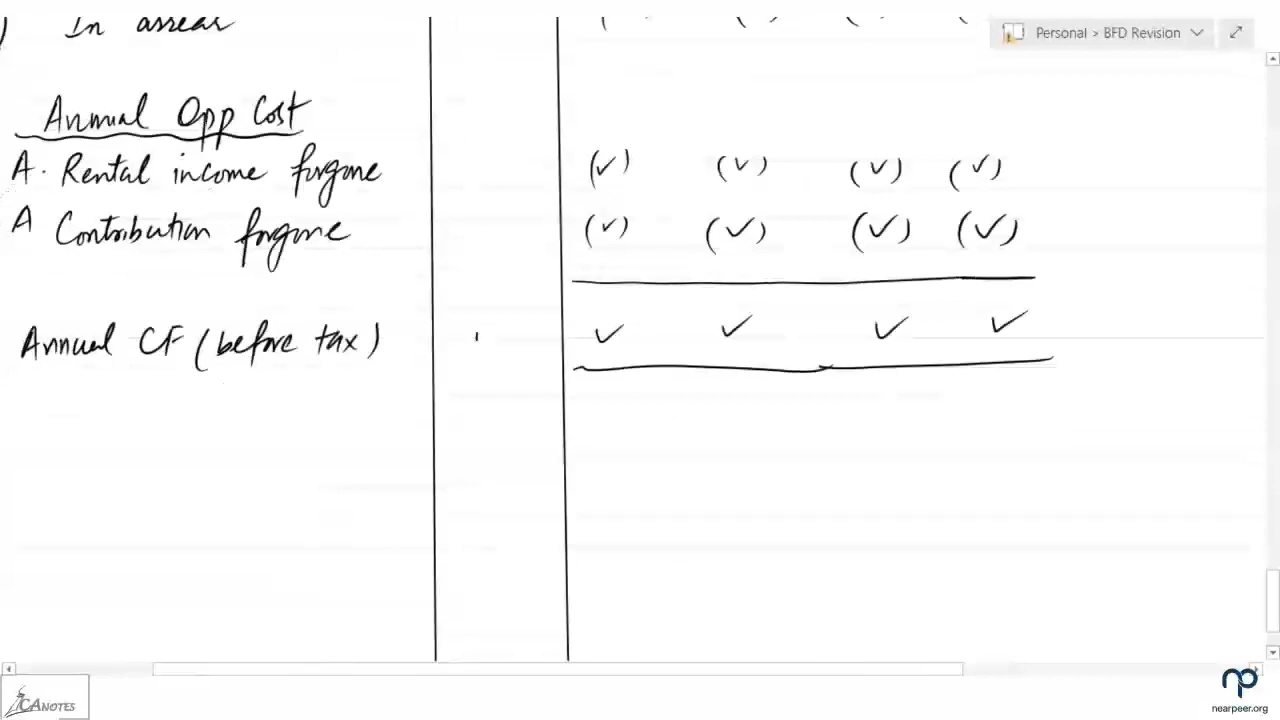 ) In arrear
Personal > BFD Revision
Annual Opp Cost
A. Rental income forgone (✓) (✓) (✓) (✓)
A Contribution forgone (✓) (✓) (✓) (✓)
Annual CF (before tax) ✓ ✓ ✓ ✓
CANOTES
np
nearpeer.org